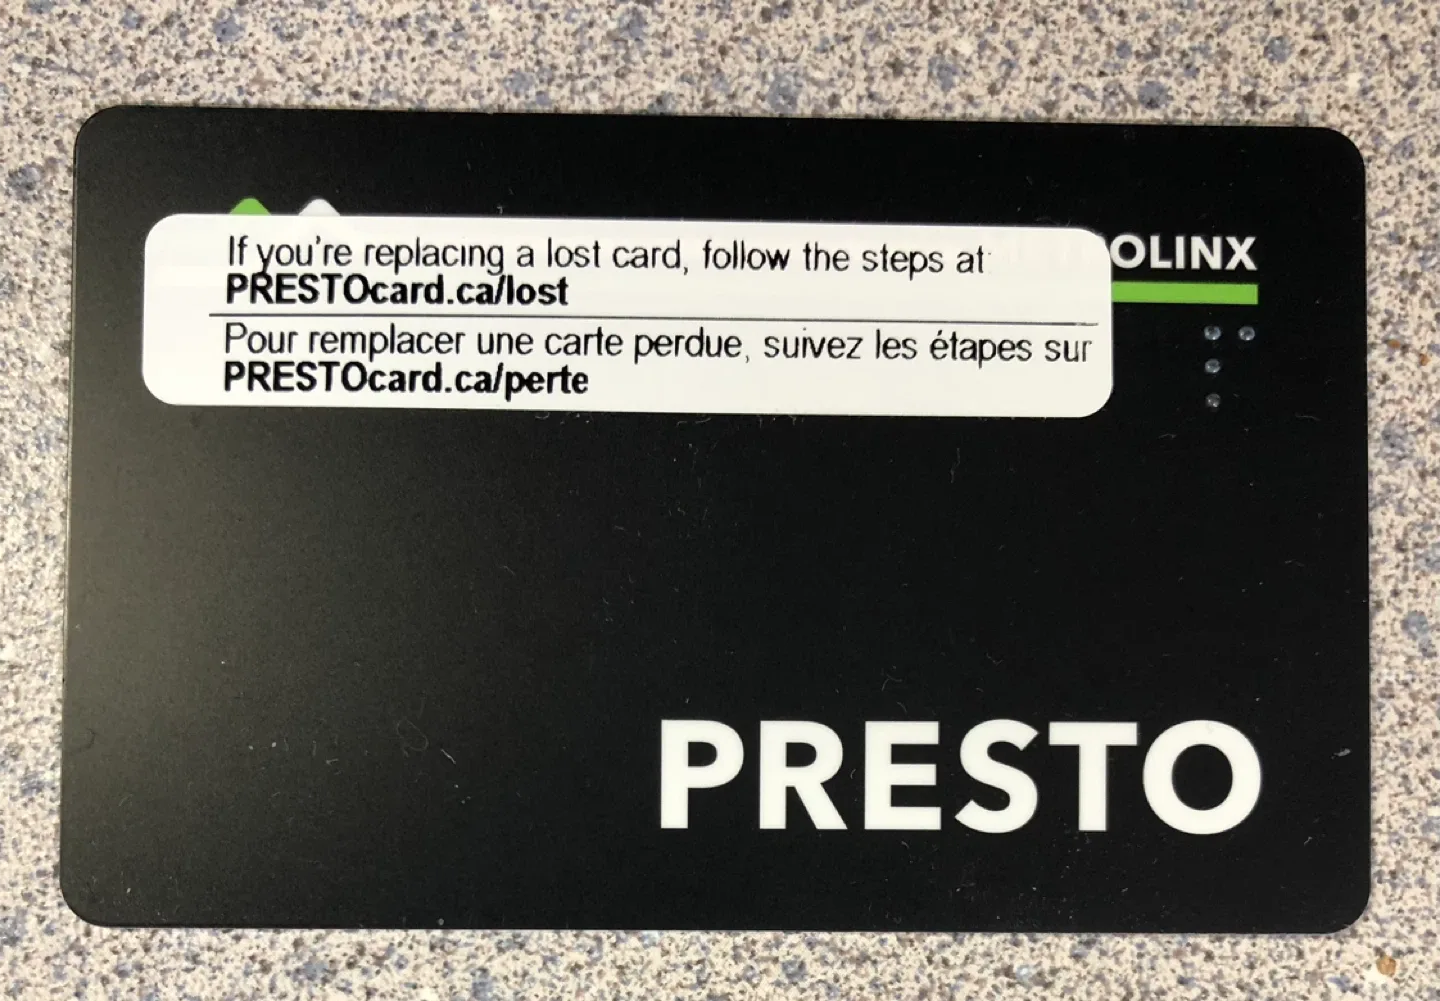 If you're replacing a lost card, follow the steps at
PRESTOcard.ca/lost
Pour remplacer une carte perdue, suivez les étapes sur
PRESTOcard.ca/perte
OLINX
PRESTO